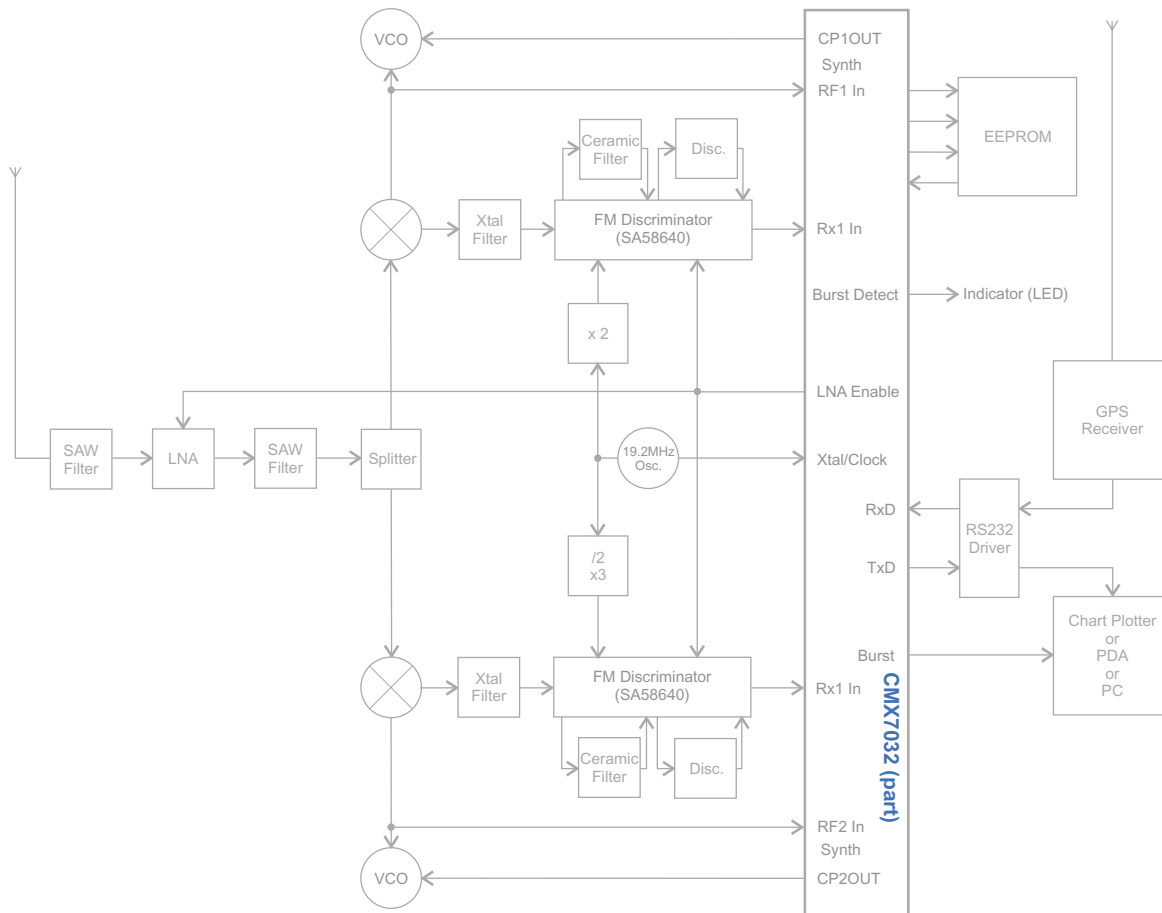 VCO
CP1OUT
Synth
RF1 In
EEPROM
Ceramic
Filter
Disc.
Xtal
Filter
FM Discriminator
(SA58640)
Rx1 In
Burst Detect
Indicator (LED)
x 2
LNA Enable
GPS
Receiver
SAW
Filter
LNA
SAW
Filter
Splitter
19.2MHz
Osc.
Xtal/Clock
RxD
RS232
Driver
TxD
/2
x3
Chart Plotter
or
PDA
or
PC
Burst
Xtal
Filter
FM Discriminator
(SA58640)
Rx1 In
CMX7032 (part)
Ceramic
Filter
Disc.
RF2 In
Synth
VCO
CP2OUT